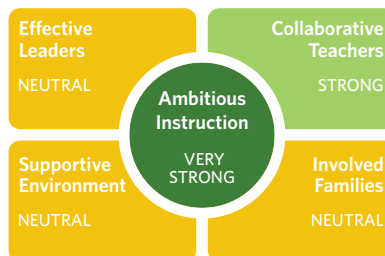 Effective
Leaders
NEUTRAL
Collaborative
Teachers
STRONG
Ambitious
Instruction
VERY
STRONG
Supportive
Environment
NEUTRAL
Involved
Families
NEUTRAL